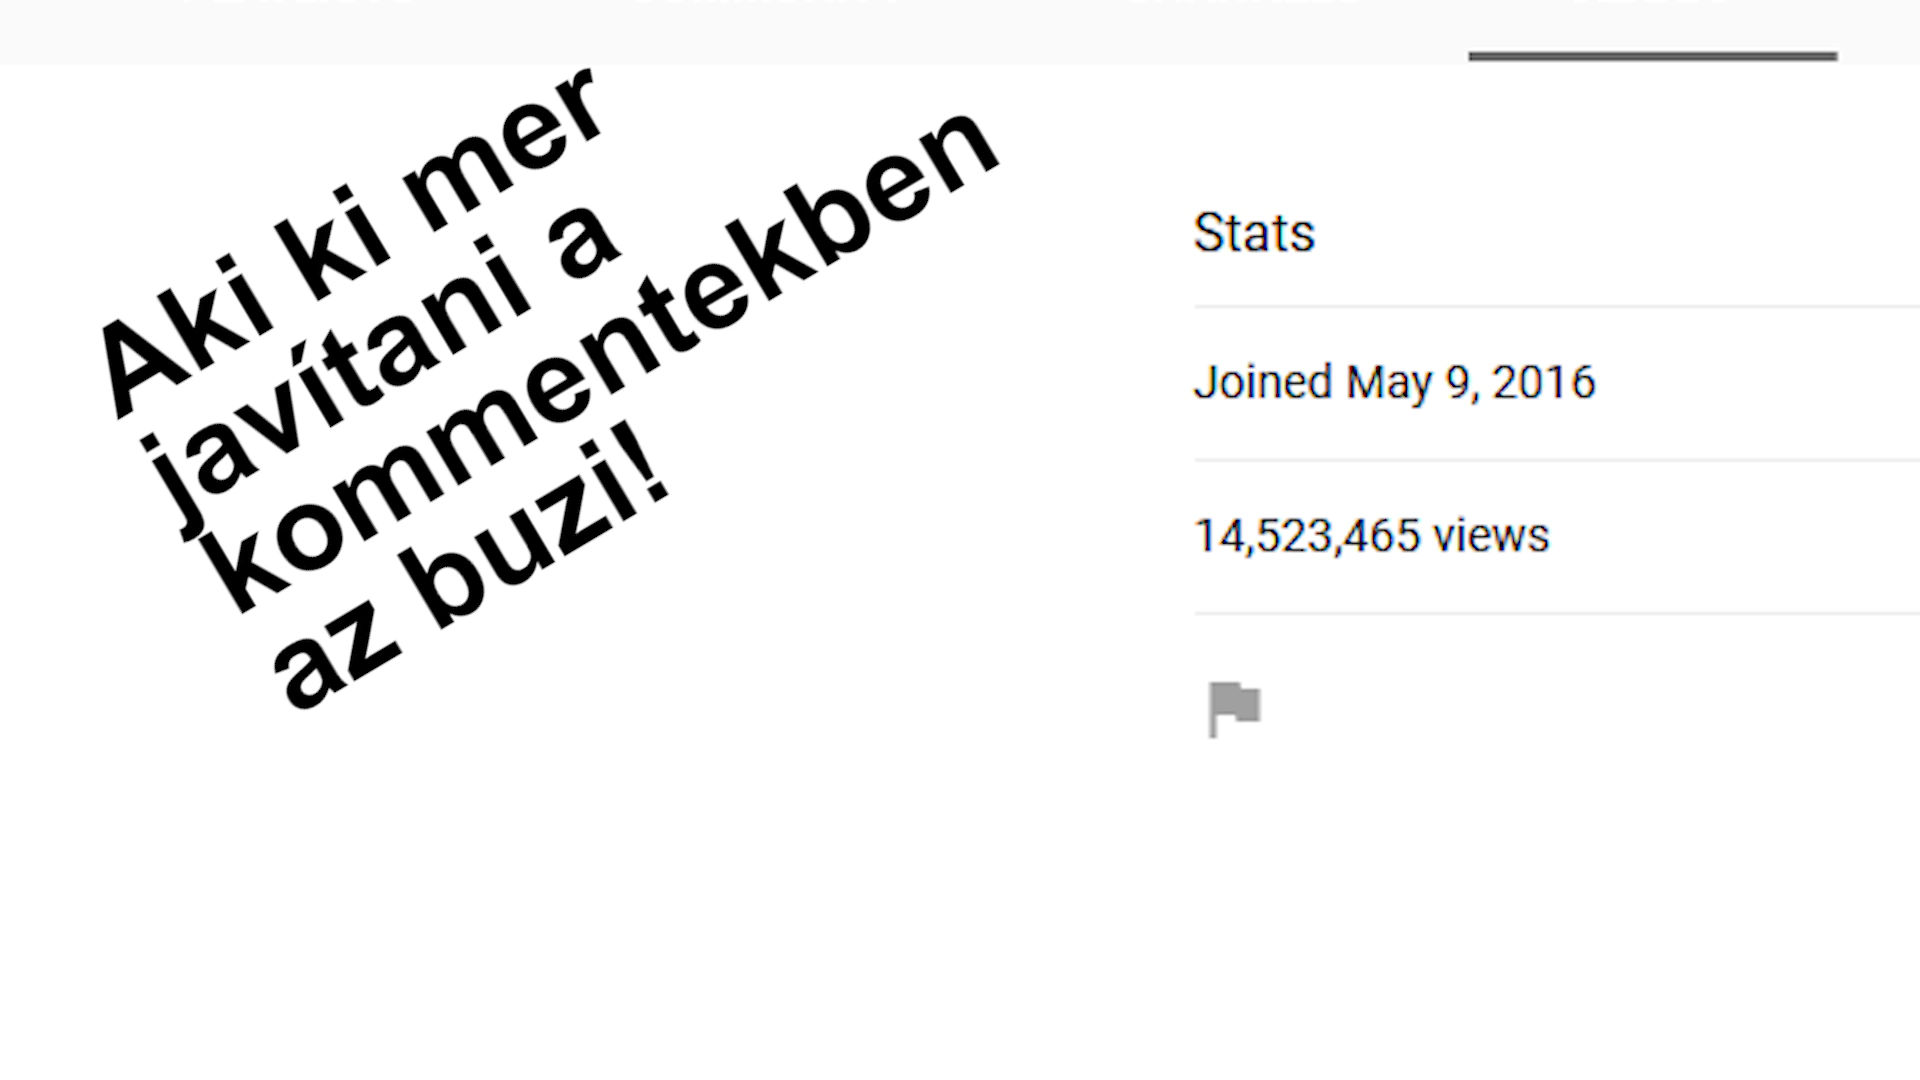 Aki ki mer
javítani a
kommentekben
az buzi!
Stats
Joined May 9, 2016
14,523,465 views